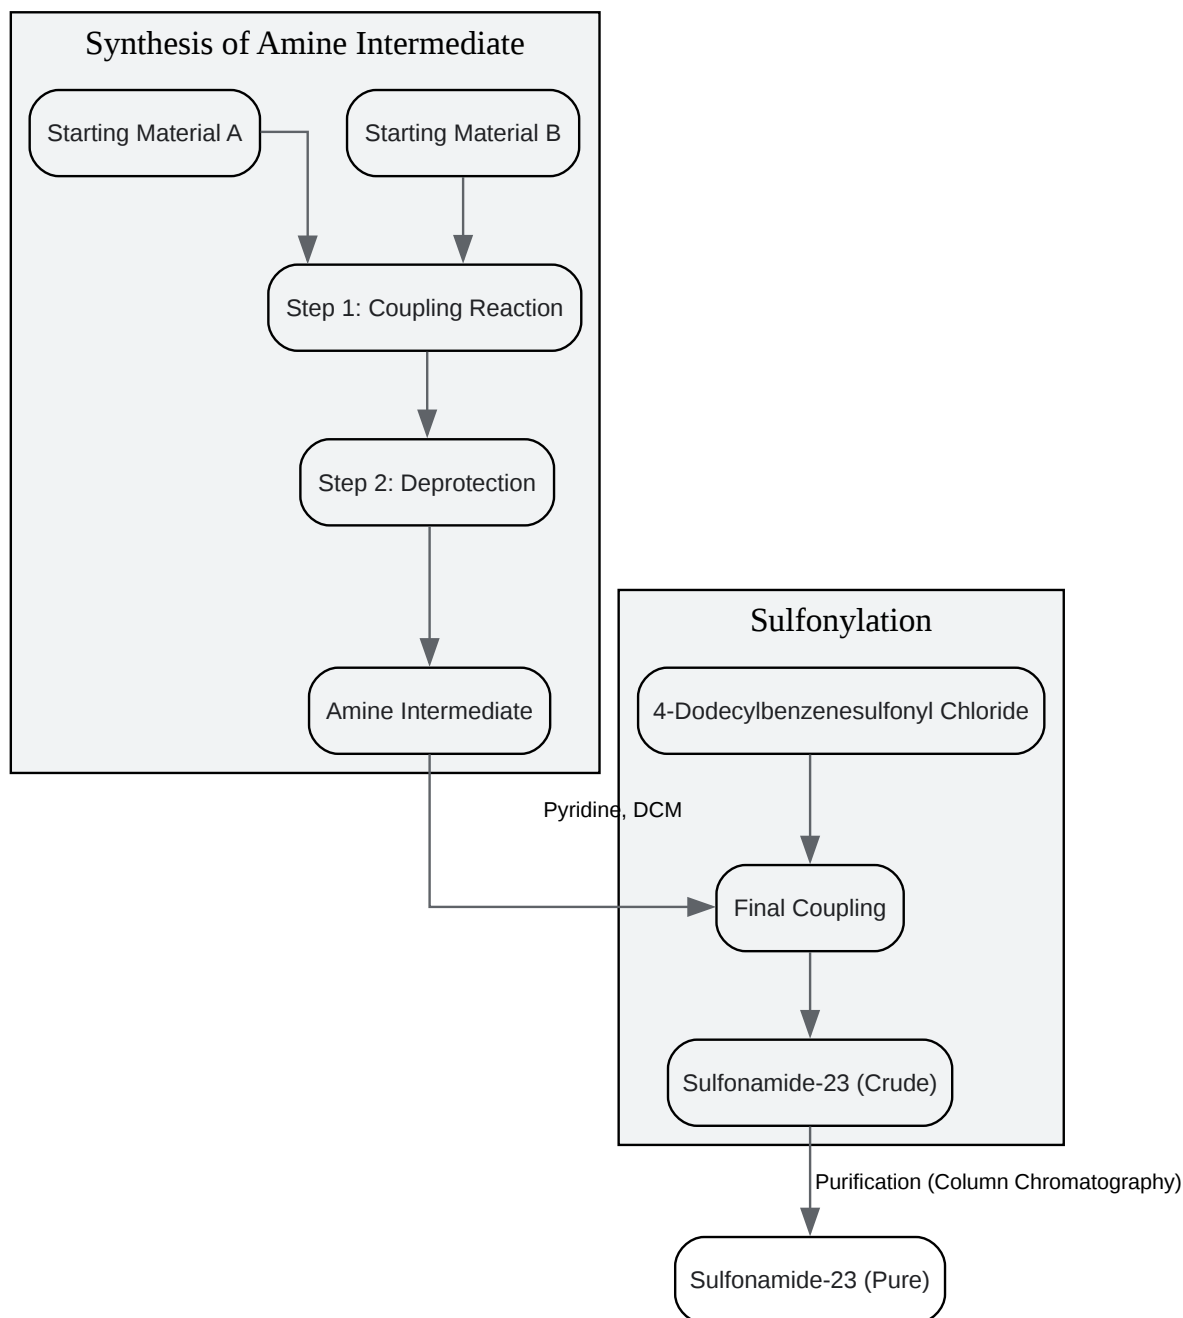 Synthesis of Amine Intermediate
Starting Material A
Starting Material B
Step 1: Coupling Reaction
Step 2: Deprotection
Amine Intermediate
Sulfonylation
4-Dodecylbenzenesulfonyl Chloride
Pyridine, DCM
Final Coupling
Sulfonamide-23 (Crude)
Purification (Column Chromatography)
Sulfonamide-23 (Pure)